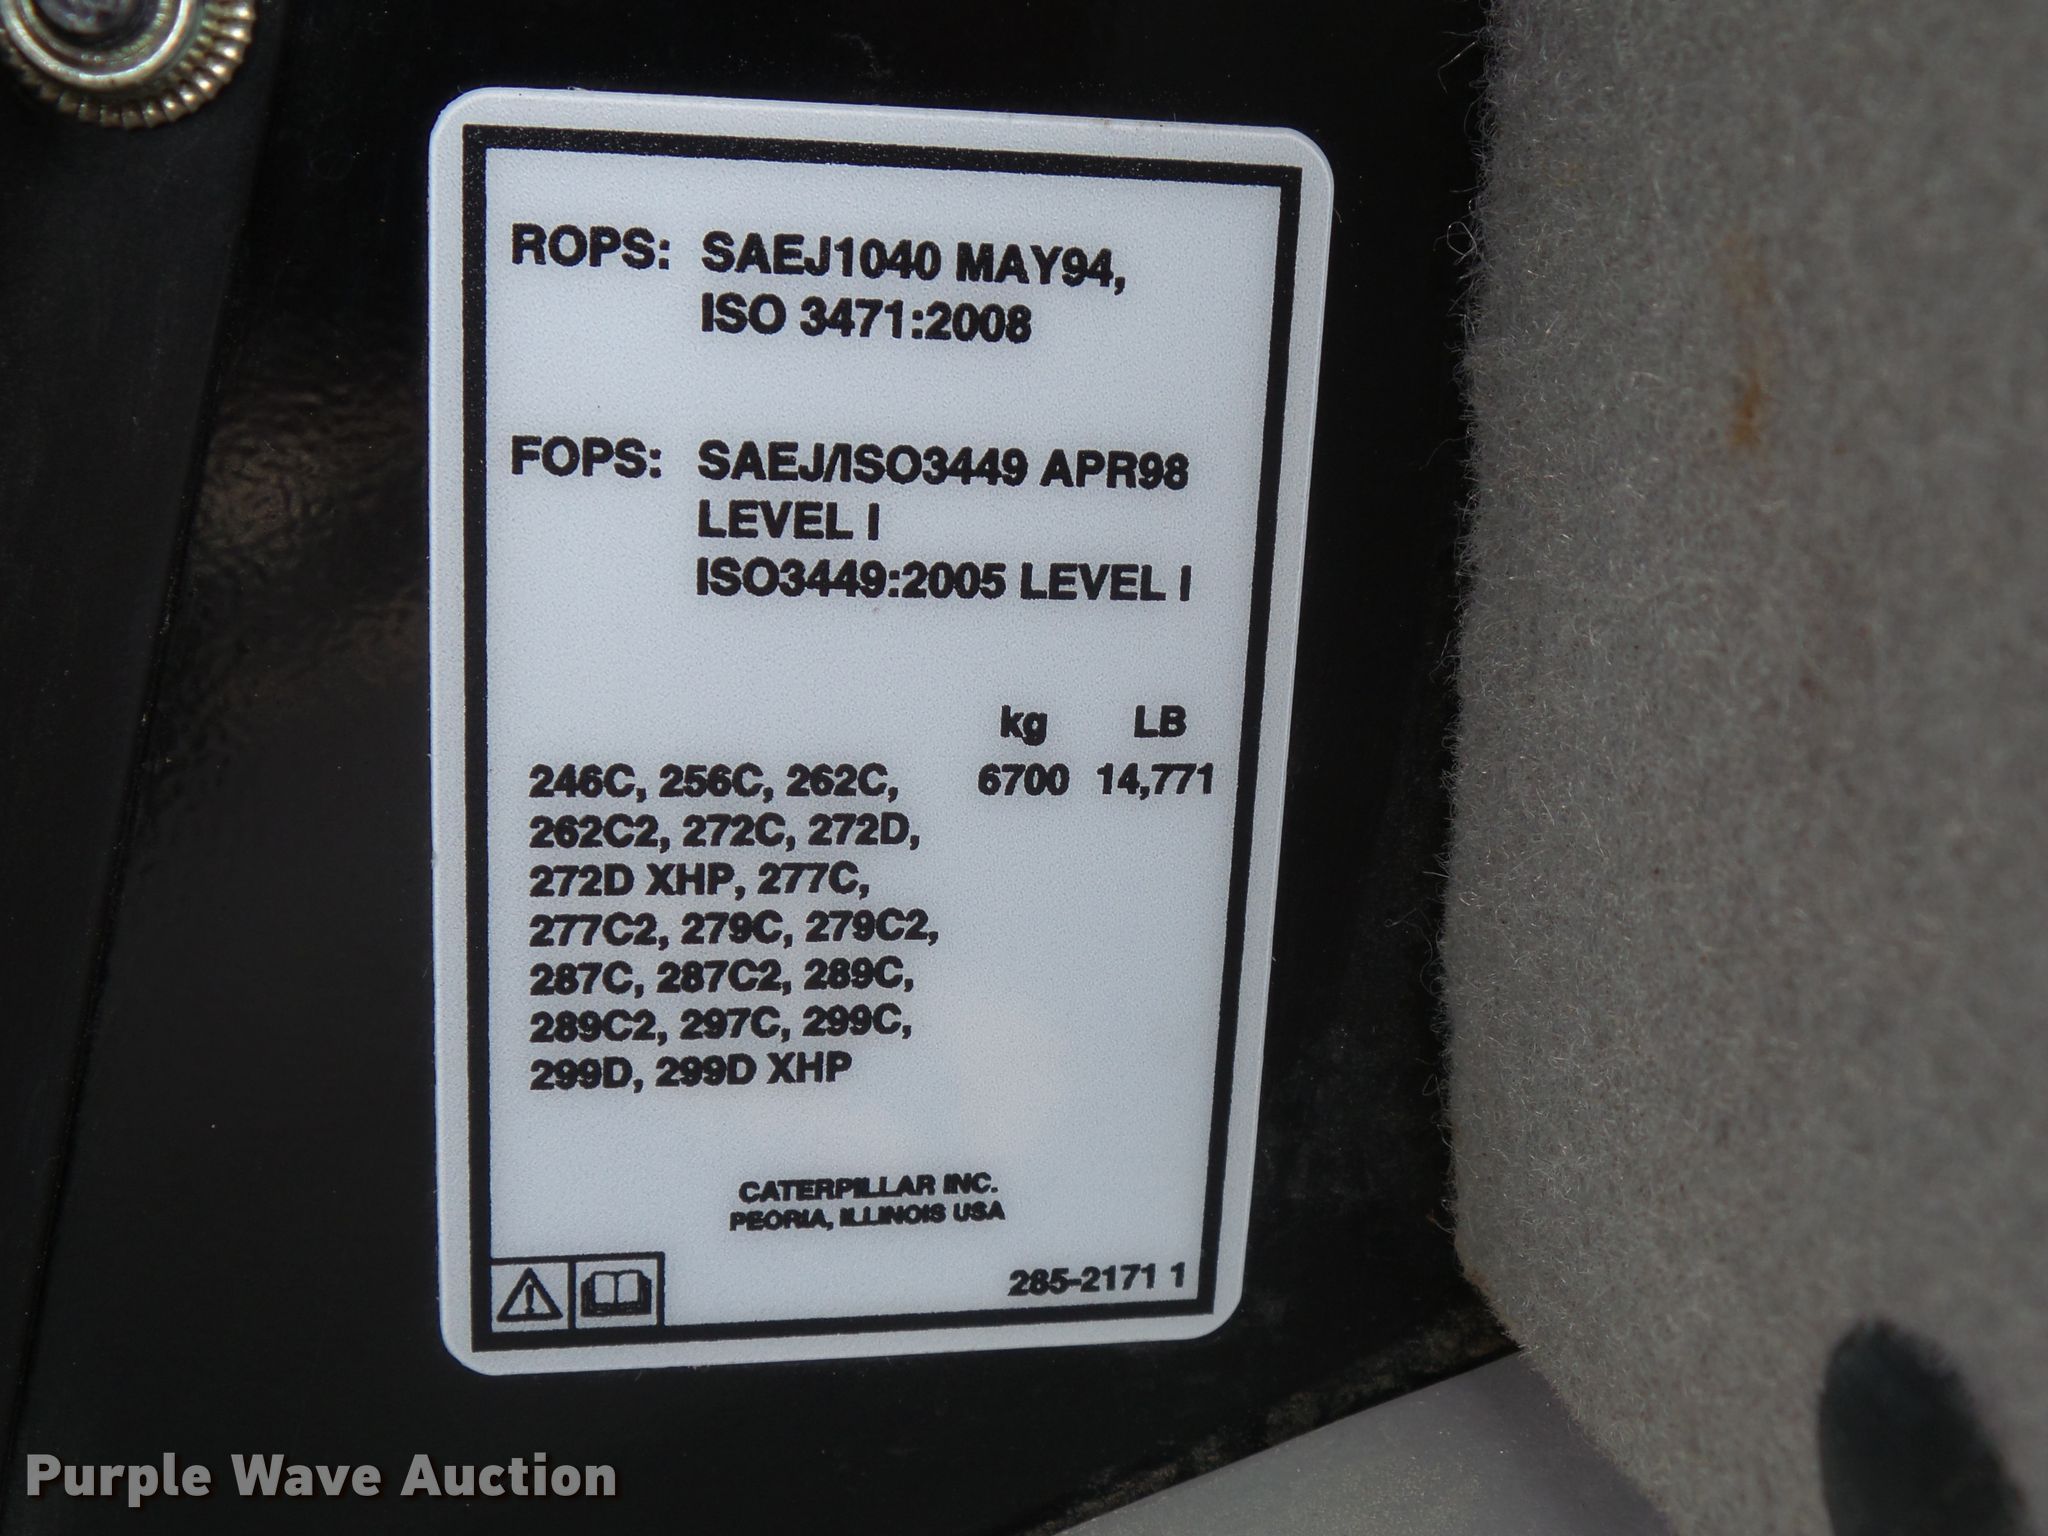 ROPS: SAEJ1040 MAY94,
ISO 3471:2008
FOPS: SAEJ/ISO3449 APR98
LEVEL I
ISO3449:2005 LEVEL I
kg LB
246C, 256C, 262C, 6700 14,771
262C2, 272C, 272D,
272D XHP, 277C,
277C2, 279C, 279C2,
287C, 287C2, 289C,
289C2, 297C, 299C,
299D, 299D XHP
CATERPILLAR INC.
PEORIA, ILLINOIS USA
285-2171 1
Purple Wave Auction